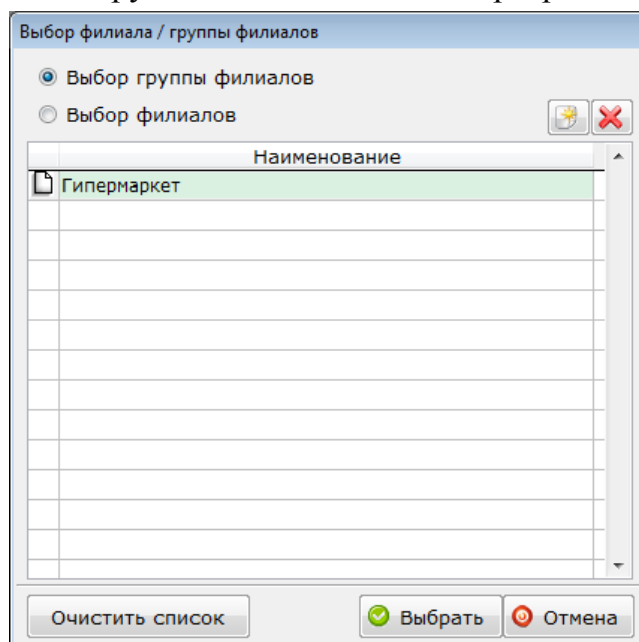 Выбор филиала / группы филиалов
Выбор группы филиалов
Выбор филиалов
Наименование
Гипермаркет
Очистить список
Выбрать
Отмена